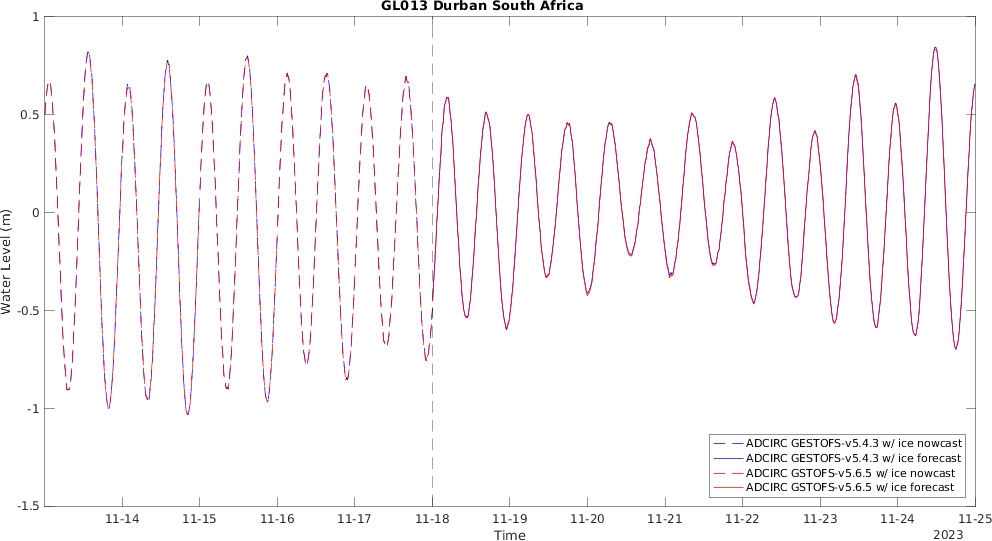 GL013 Durban South Africa
1
0.5
0
-0.5
-1
-1.5
Water Level (m)
ADCIRC GESTOFS-v5.4.3 w/ ice nowcast
ADCIRC GESTOFS-v5.4.3 w/ ice forecast
ADCIRC GSTOFS-v5.6.5 w/ ice nowcast
ADCIRC GSTOFS-v5.6.5 w/ ice forecast
11-14 11-15 11-16 11-17 11-18 11-19 11-20 11-21 11-22 11-23 11-24 11-25
Time
2023